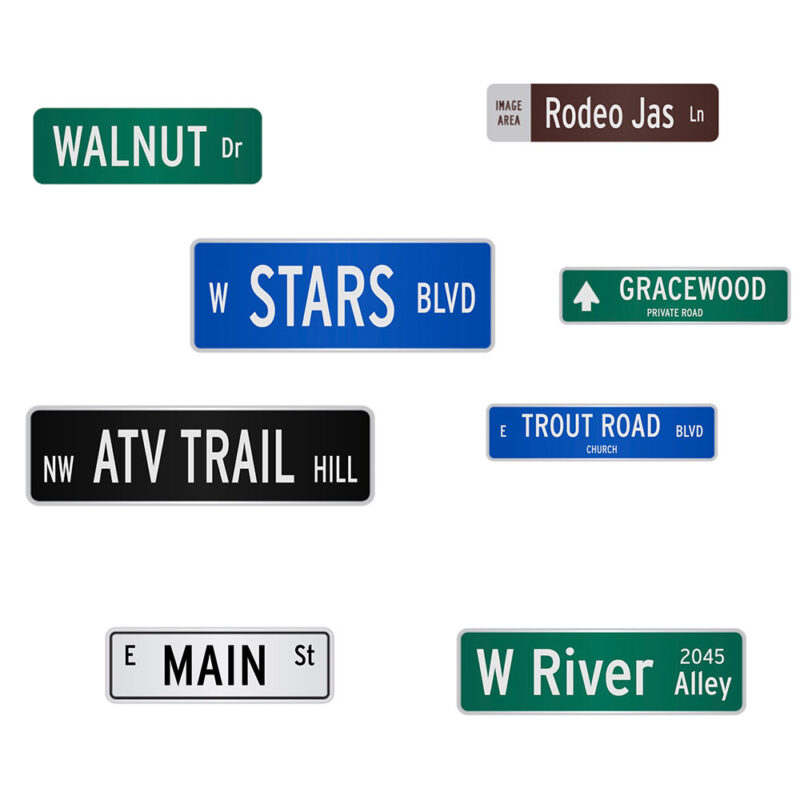 WALNUT Dr
IMAGE AREA
Rodeo Jas Ln
W STARS BLVD
GRACEWOOD
PRIVATE ROAD
NW ATV TRAIL HILL
E TROUT ROAD BLVD
CHURCH
E MAIN St
W River 2045 Alley